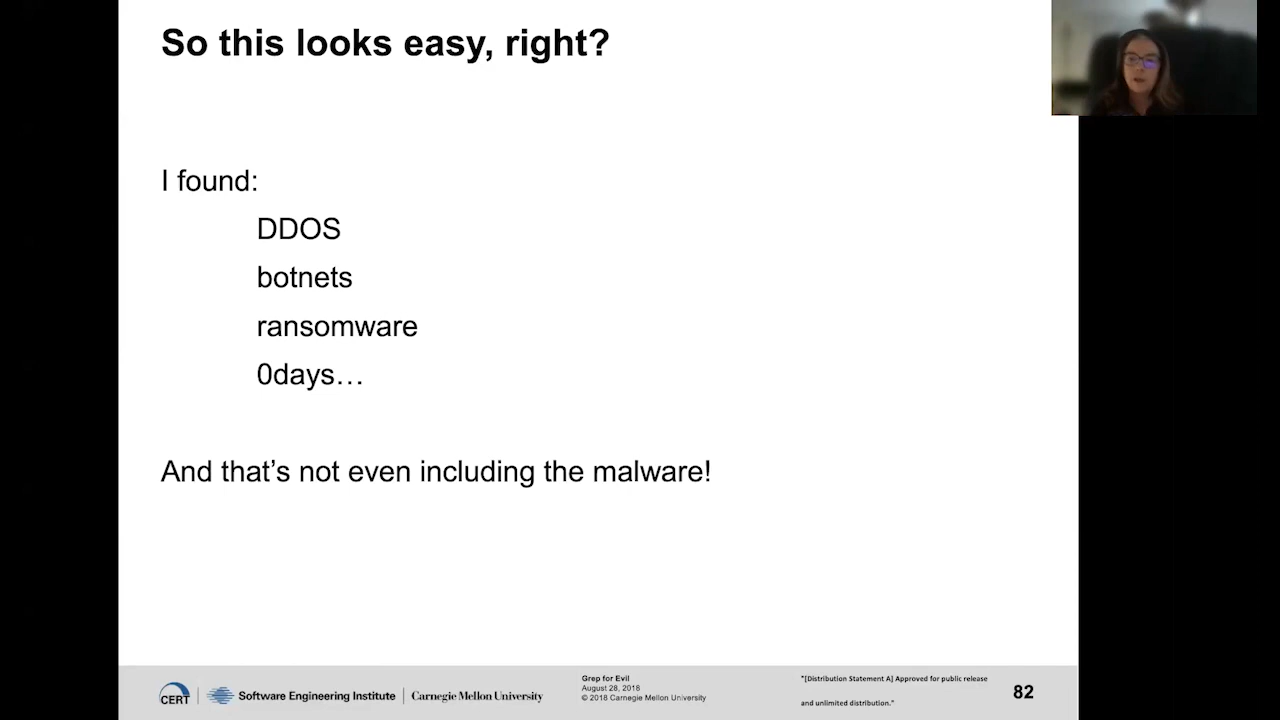 So this looks easy, right?
I found:
DDOS
botnets
ransomware
0days…
And that’s not even including the malware!
CERT
Software Engineering Institute
Carnegie Mellon University
Grep for Evil
August 28, 2018
© 2018 Carnegie Mellon University
"[Distribution Statement A] Approved for public release
and unlimited distribution."
82